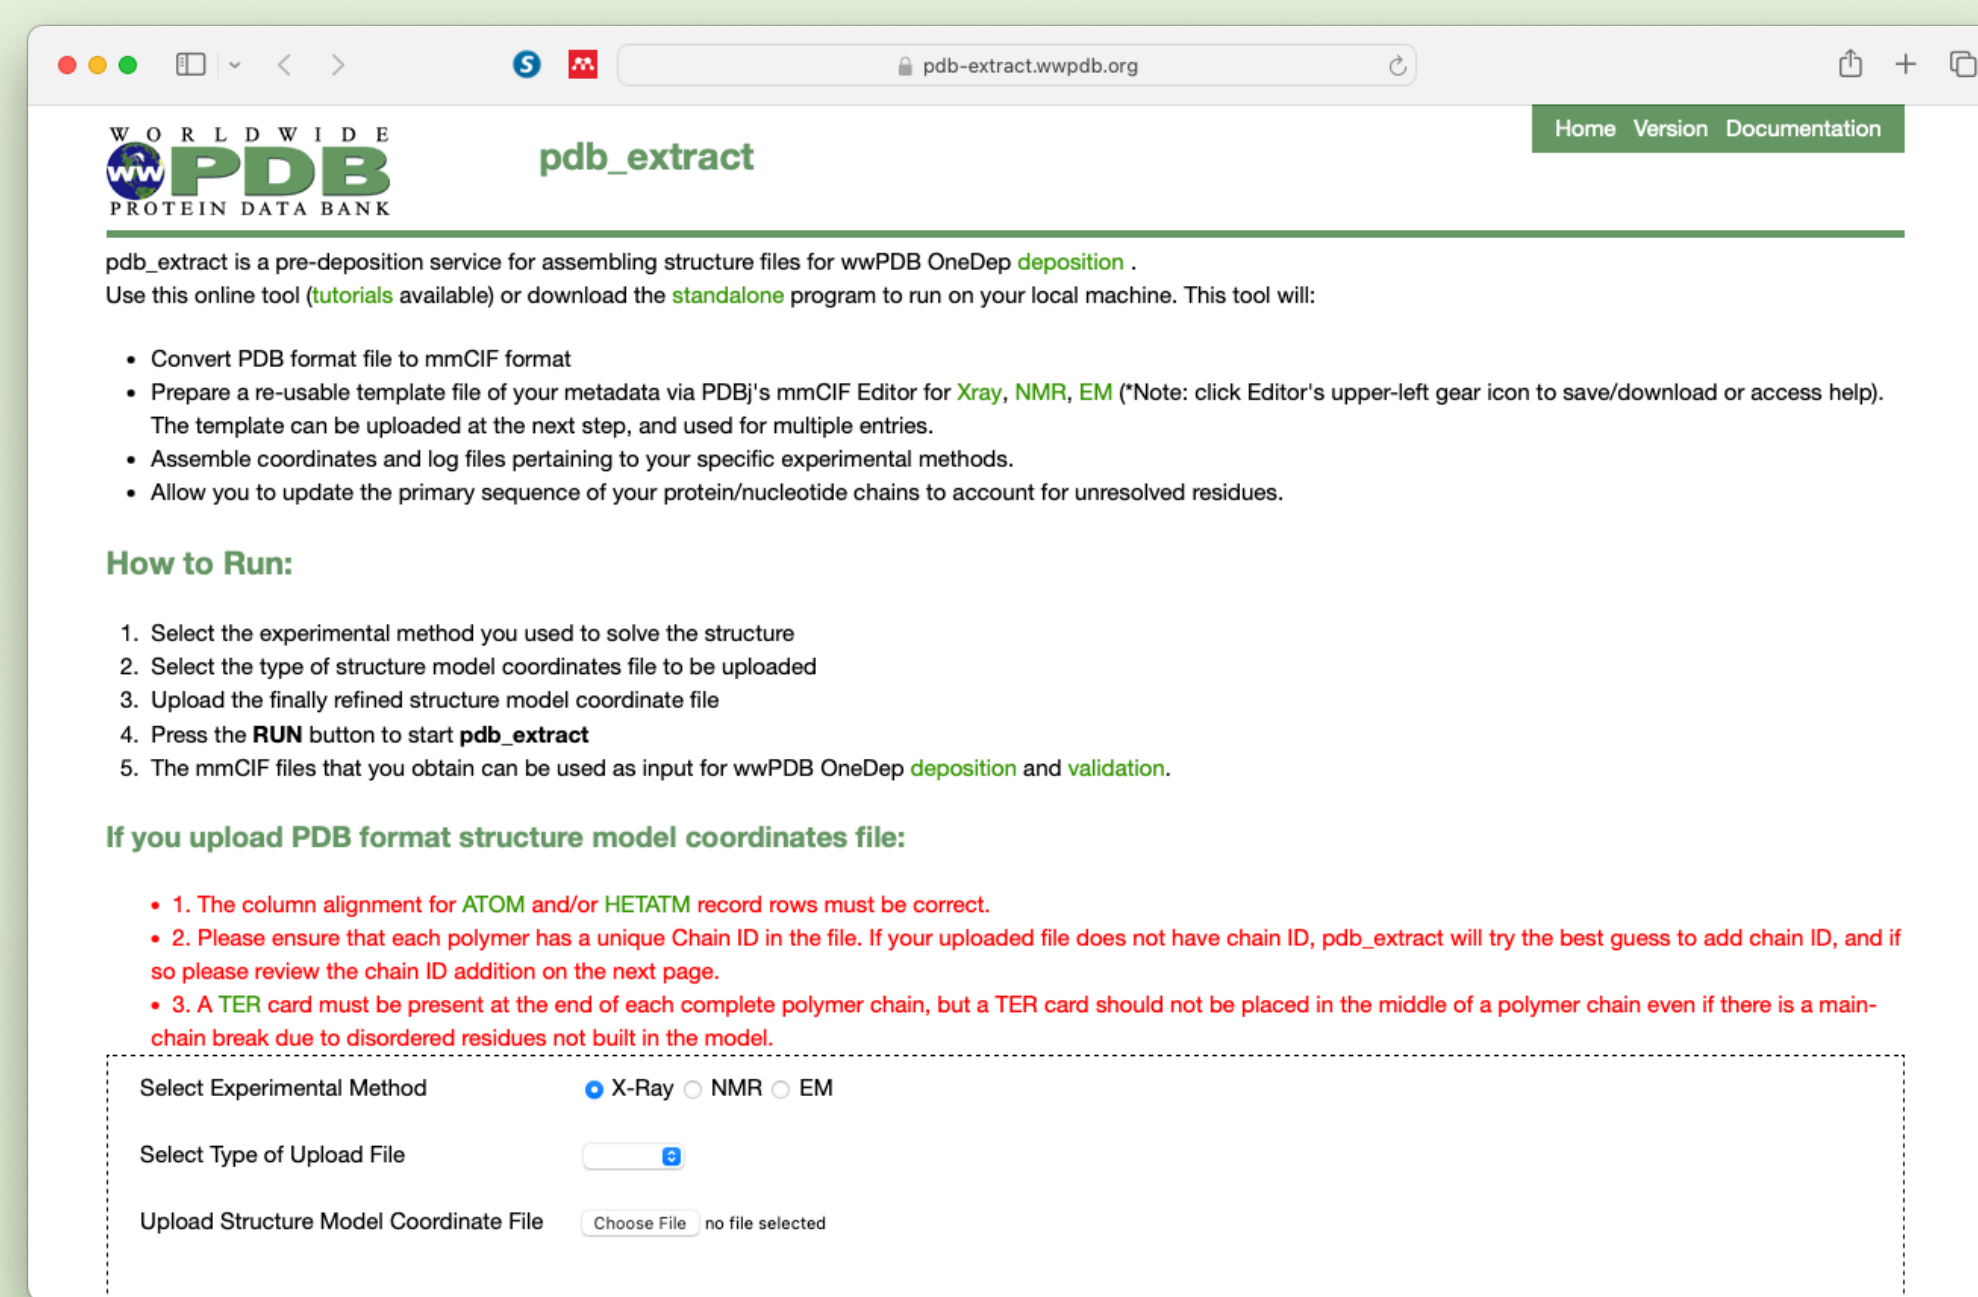 pdb-extract.wwpdb.org
WORLDWIDE
ww PDB
PROTEIN DATA BANK
pdb_extract
Home Version Documentation
pdb_extract is a pre-deposition service for assembling structure files for wwPDB OneDep deposition .
Use this online tool (tutorials available) or download the standalone program to run on your local machine. This tool will:
• Convert PDB format file to mmCIF format
• Prepare a re-usable template file of your metadata via PDBj's mmCIF Editor for Xray, NMR, EM (*Note: click Editor's upper-left gear icon to save/download or access help).
The template can be uploaded at the next step, and used for multiple entries.
• Assemble coordinates and log files pertaining to your specific experimental methods.
• Allow you to update the primary sequence of your protein/nucleotide chains to account for unresolved residues.
How to Run:
1. Select the experimental method you used to solve the structure
2. Select the type of structure model coordinates file to be uploaded
3. Upload the finally refined structure model coordinate file
4. Press the RUN button to start pdb_extract
5. The mmCIF files that you obtain can be used as input for wwPDB OneDep deposition and validation.
If you upload PDB format structure model coordinates file:
• 1. The column alignment for ATOM and/or HETATM record rows must be correct.
• 2. Please ensure that each polymer has a unique Chain ID in the file. If your uploaded file does not have chain ID, pdb_extract will try the best guess to add chain ID, and if
so please review the chain ID addition on the next page.
• 3. A TER card must be present at the end of each complete polymer chain, but a TER card should not be placed in the middle of a polymer chain even if there is a main-
chain break due to disordered residues not built in the model.
Select Experimental Method X-Ray NMR EM
Select Type of Upload File
Upload Structure Model Coordinate File Choose File no file selected